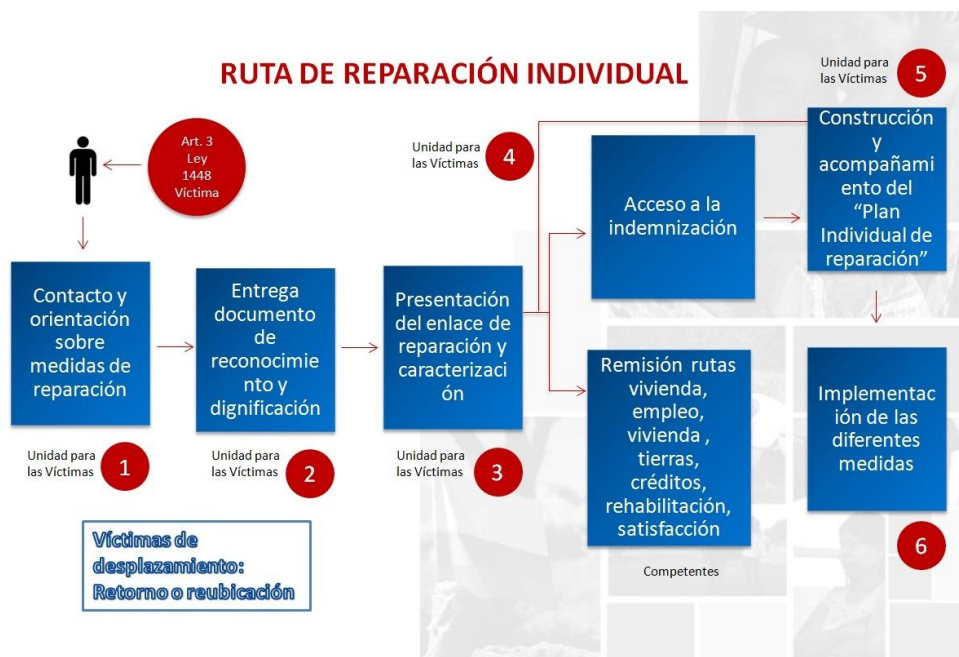 RUTA DE REPARACIÓN INDIVIDUAL
Art. 3
Ley
1448
Víctima
Contacto y
orientación
sobre
medidas de
reparación
Unidad para
las Víctimas
1
Entrega
documento
de
reconocimie
nto y
dignificación
Unidad para
las Víctimas
2
Presentación
del enlace de
reparación y
caracterizaci
ón
Unidad para
las Víctimas
3
Unidad para
las Víctimas
4
Acceso a la
indemnización
Remisión rutas
vivienda,
empleo,
vivienda ,
tierras,
créditos,
rehabilitación,
satisfacción
Competentes
Unidad para
las Víctimas
5
Construcción
y
acompañami
ento del
“Plan
Individual de
reparación”
Implementac
ión de las
diferentes
medidas
6
Víctimas de
desplazamiento:
Retorno o reubicación